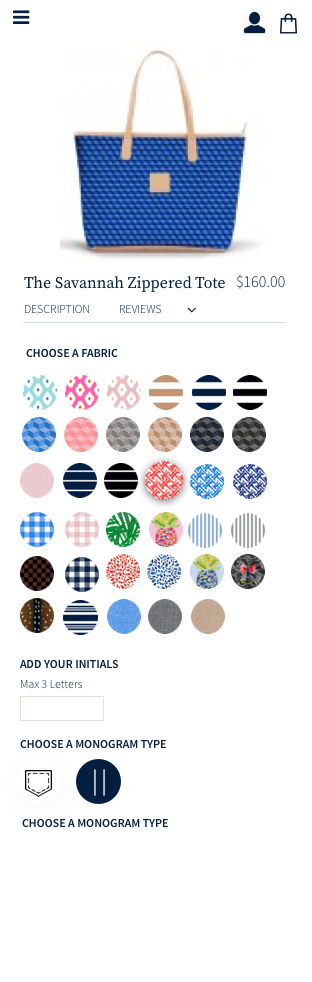 The Savannah Zippered Tote $160.00
DESCRIPTION REVIEWS
CHOOSE A FABRIC
ADD YOUR INITIALS
Max 3 Letters
CHOOSE A MONOGRAM TYPE
CHOOSE A MONOGRAM TYPE